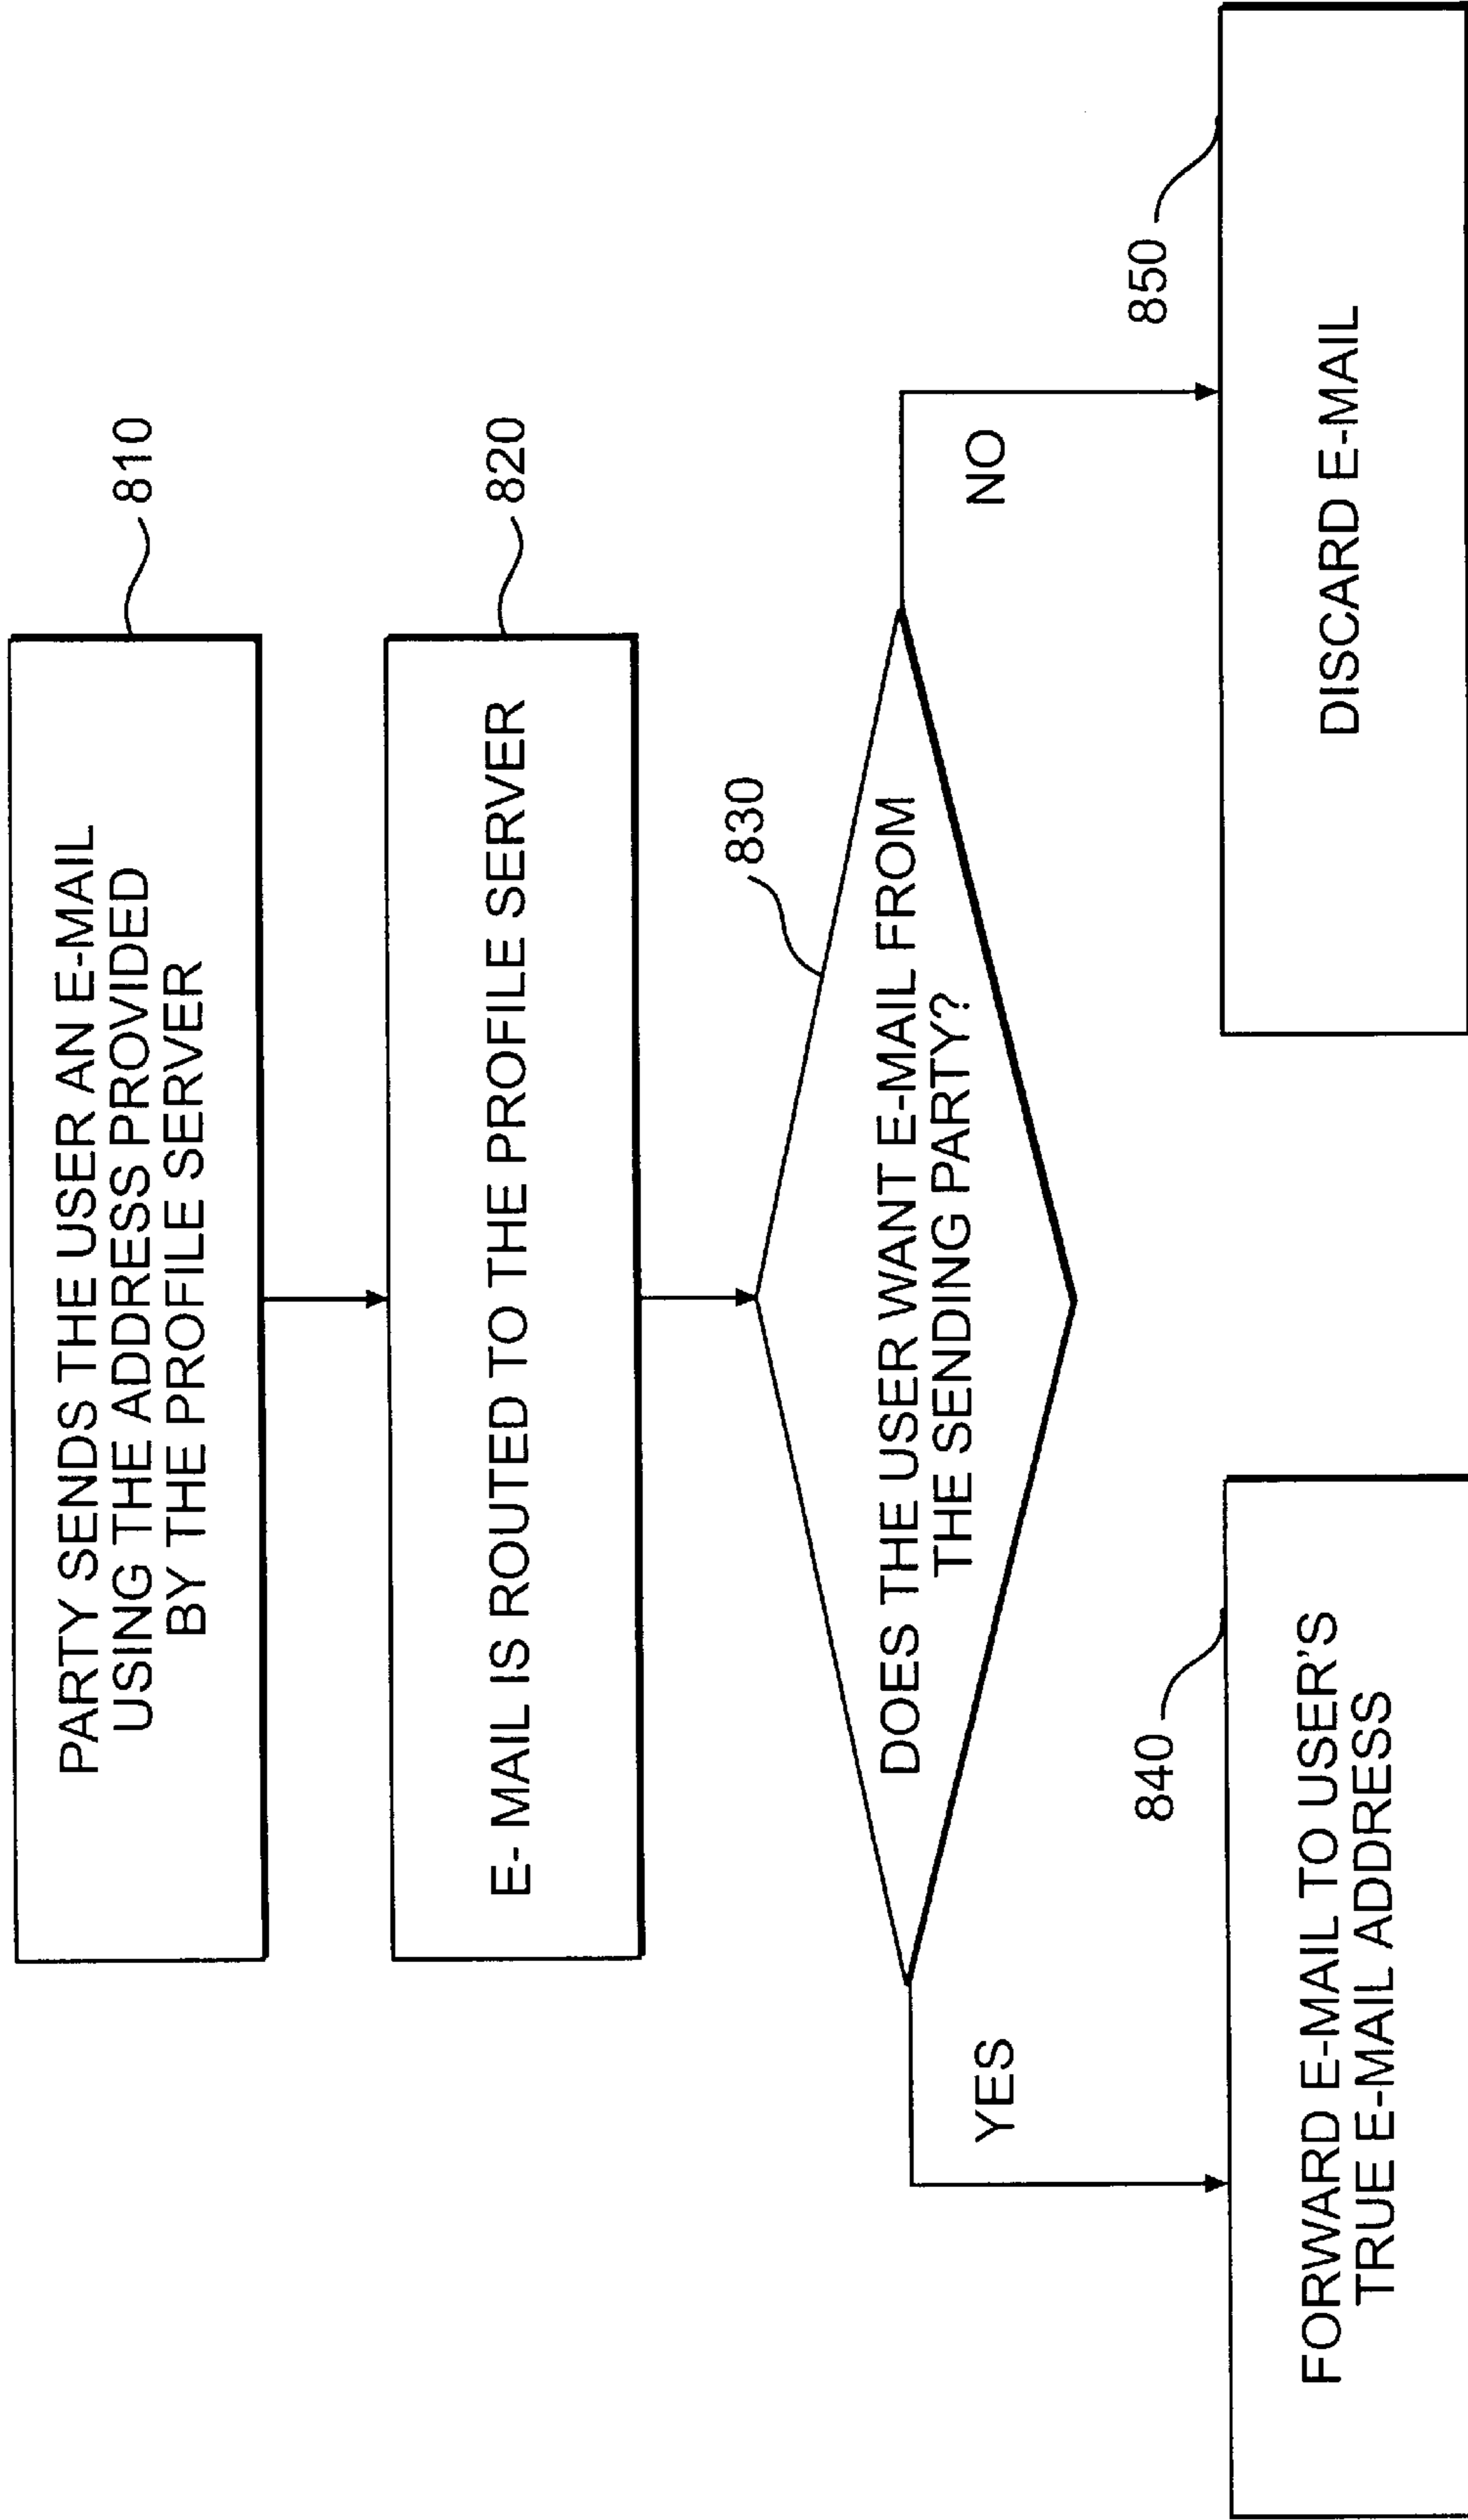 PARTY SENDS THE USER AN E-MAIL
USING THE ADDRESS PROVIDED
BY THE PROFILE SERVER
810
E- MAIL IS ROUTED TO THE PROFILE SERVER
820
830
DOES THE USER WANT E-MAIL FROM
THE SENDING PARTY?
YES
NO
840
FORWARD E-MAIL TO USER'S
TRUE E-MAIL ADDRESS
850
DISCARD E-MAIL